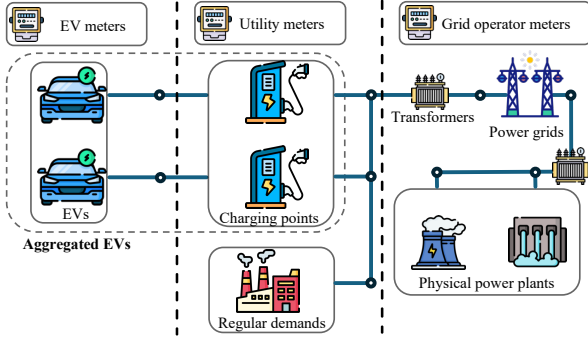 EV meters
Utility meters
Grid operator meters
Transformers
Power grids
EVs
Charging points
Aggregated EVs
Physical power plants
Regular demands